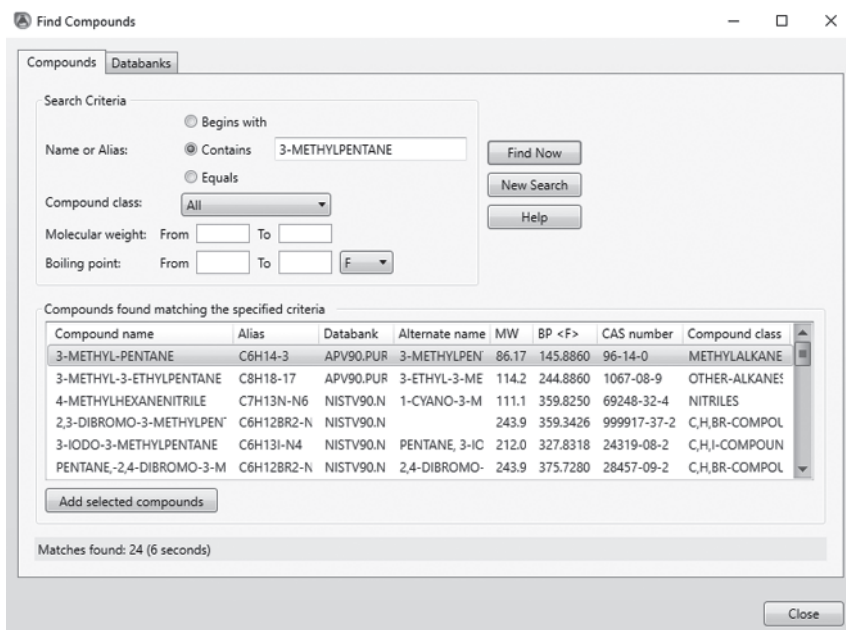 Find Compounds
Compounds Databanks
Search Criteria
Begins with
Name or Alias: Contains 3-METHYLPENTANE
Equals
Compound class: All
Molecular weight: From To
Boiling point: From To F
Find Now
New Search
Help
Compounds found matching the specified criteria
Compound name Alias Databank Alternate name MW BP <F> CAS number Compound class
3-METHYL-PENTANE C6H14-3 APV90.PUR 3-METHYLPEN 86.17 145.8860 96-14-0 METHYLALKANE
3-METHYL-3-ETHYLPENTANE C8H18-17 APV90.PUR 3-ETHYL-3-ME 114.2 244.8860 1067-08-9 OTHER-ALKANES
4-METHYLHEXANENITRILE C7H13N-N6 NISTV90.N 1-CYANO-3-M 111.1 359.8250 69248-32-4 NITRILES
2,3-DIBROMO-3-METHYLPEN C6H12BR2-N NISTV90.N 243.9 359.3426 999917-37-2 C,H,BR-COMPOU
3-IODO-3-METHYLPENTANE C6H13I-N4 NISTV90.N PENTANE, 3-IO 212.0 327.8318 24319-08-2 C,H,I-COMPOUN
PENTANE,-2,4-DIBROMO-3-M C6H12BR2-N NISTV90.N 2,4-DIBROMO- 243.9 375.7280 28457-09-2 C,H,BR-COMPOU
Add selected compounds
Matches found: 24 (6 seconds)
Close